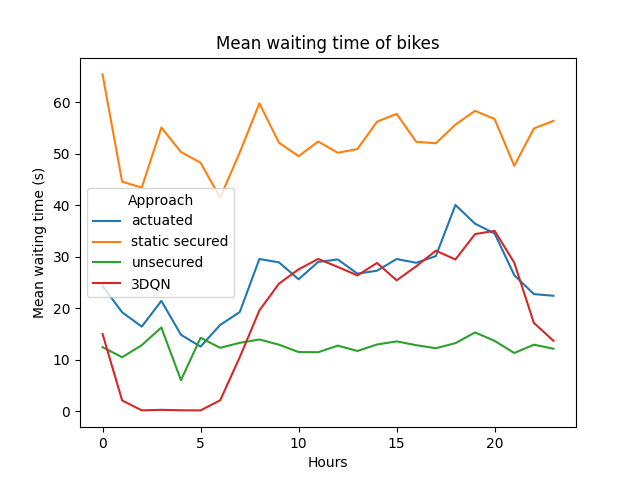 Mean waiting time of bikes
Mean waiting time (s)
60
50
40
30
20
10
0
Approach
actuated
static secured
unsecured
3DQN
0
5
10
15
20
Hours